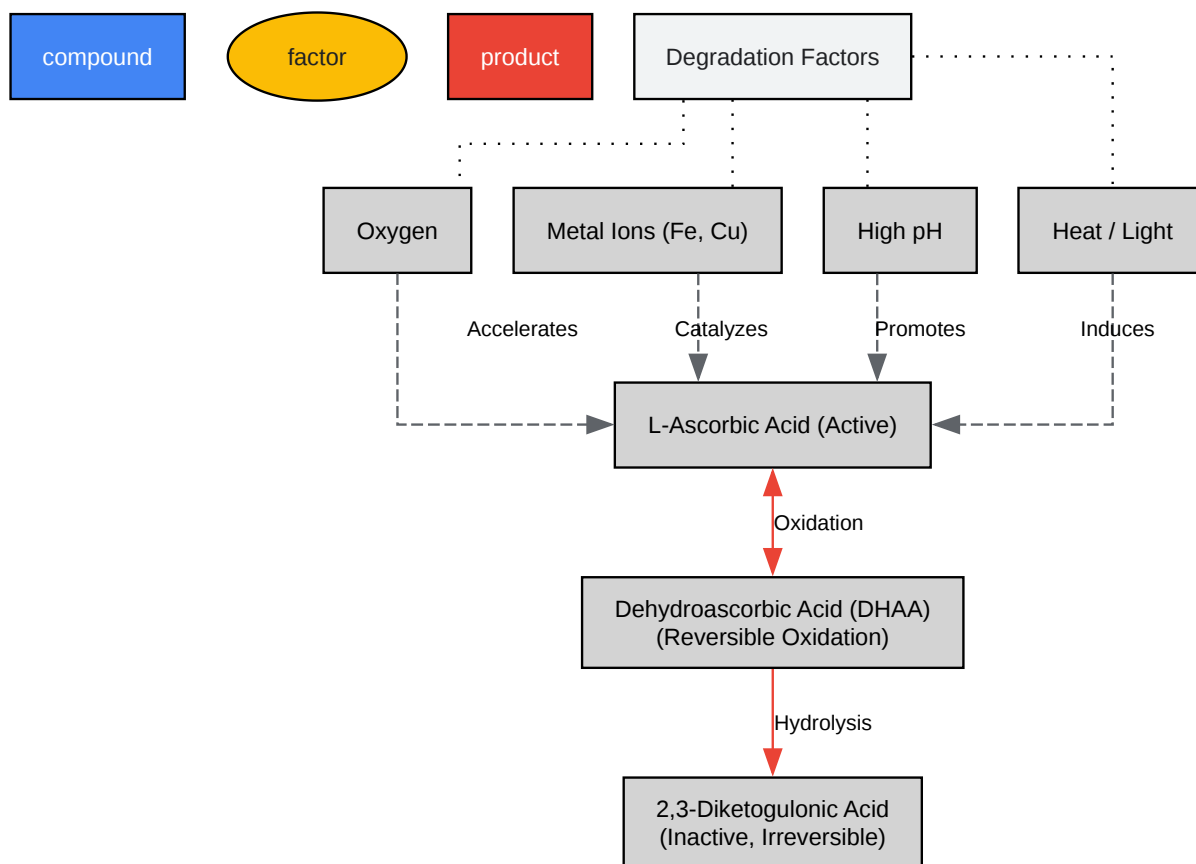 compound
factor
product
Degradation Factors
Oxygen
Metal Ions (Fe, Cu)
High pH
Heat / Light
Accelerates
Catalyzes
Promotes
Induces
L-Ascorbic Acid (Active)
Oxidation
Dehydroascorbic Acid (DHAA)
(Reversible Oxidation)
Hydrolysis
2,3-Diketogulonic Acid
(Inactive, Irreversible)